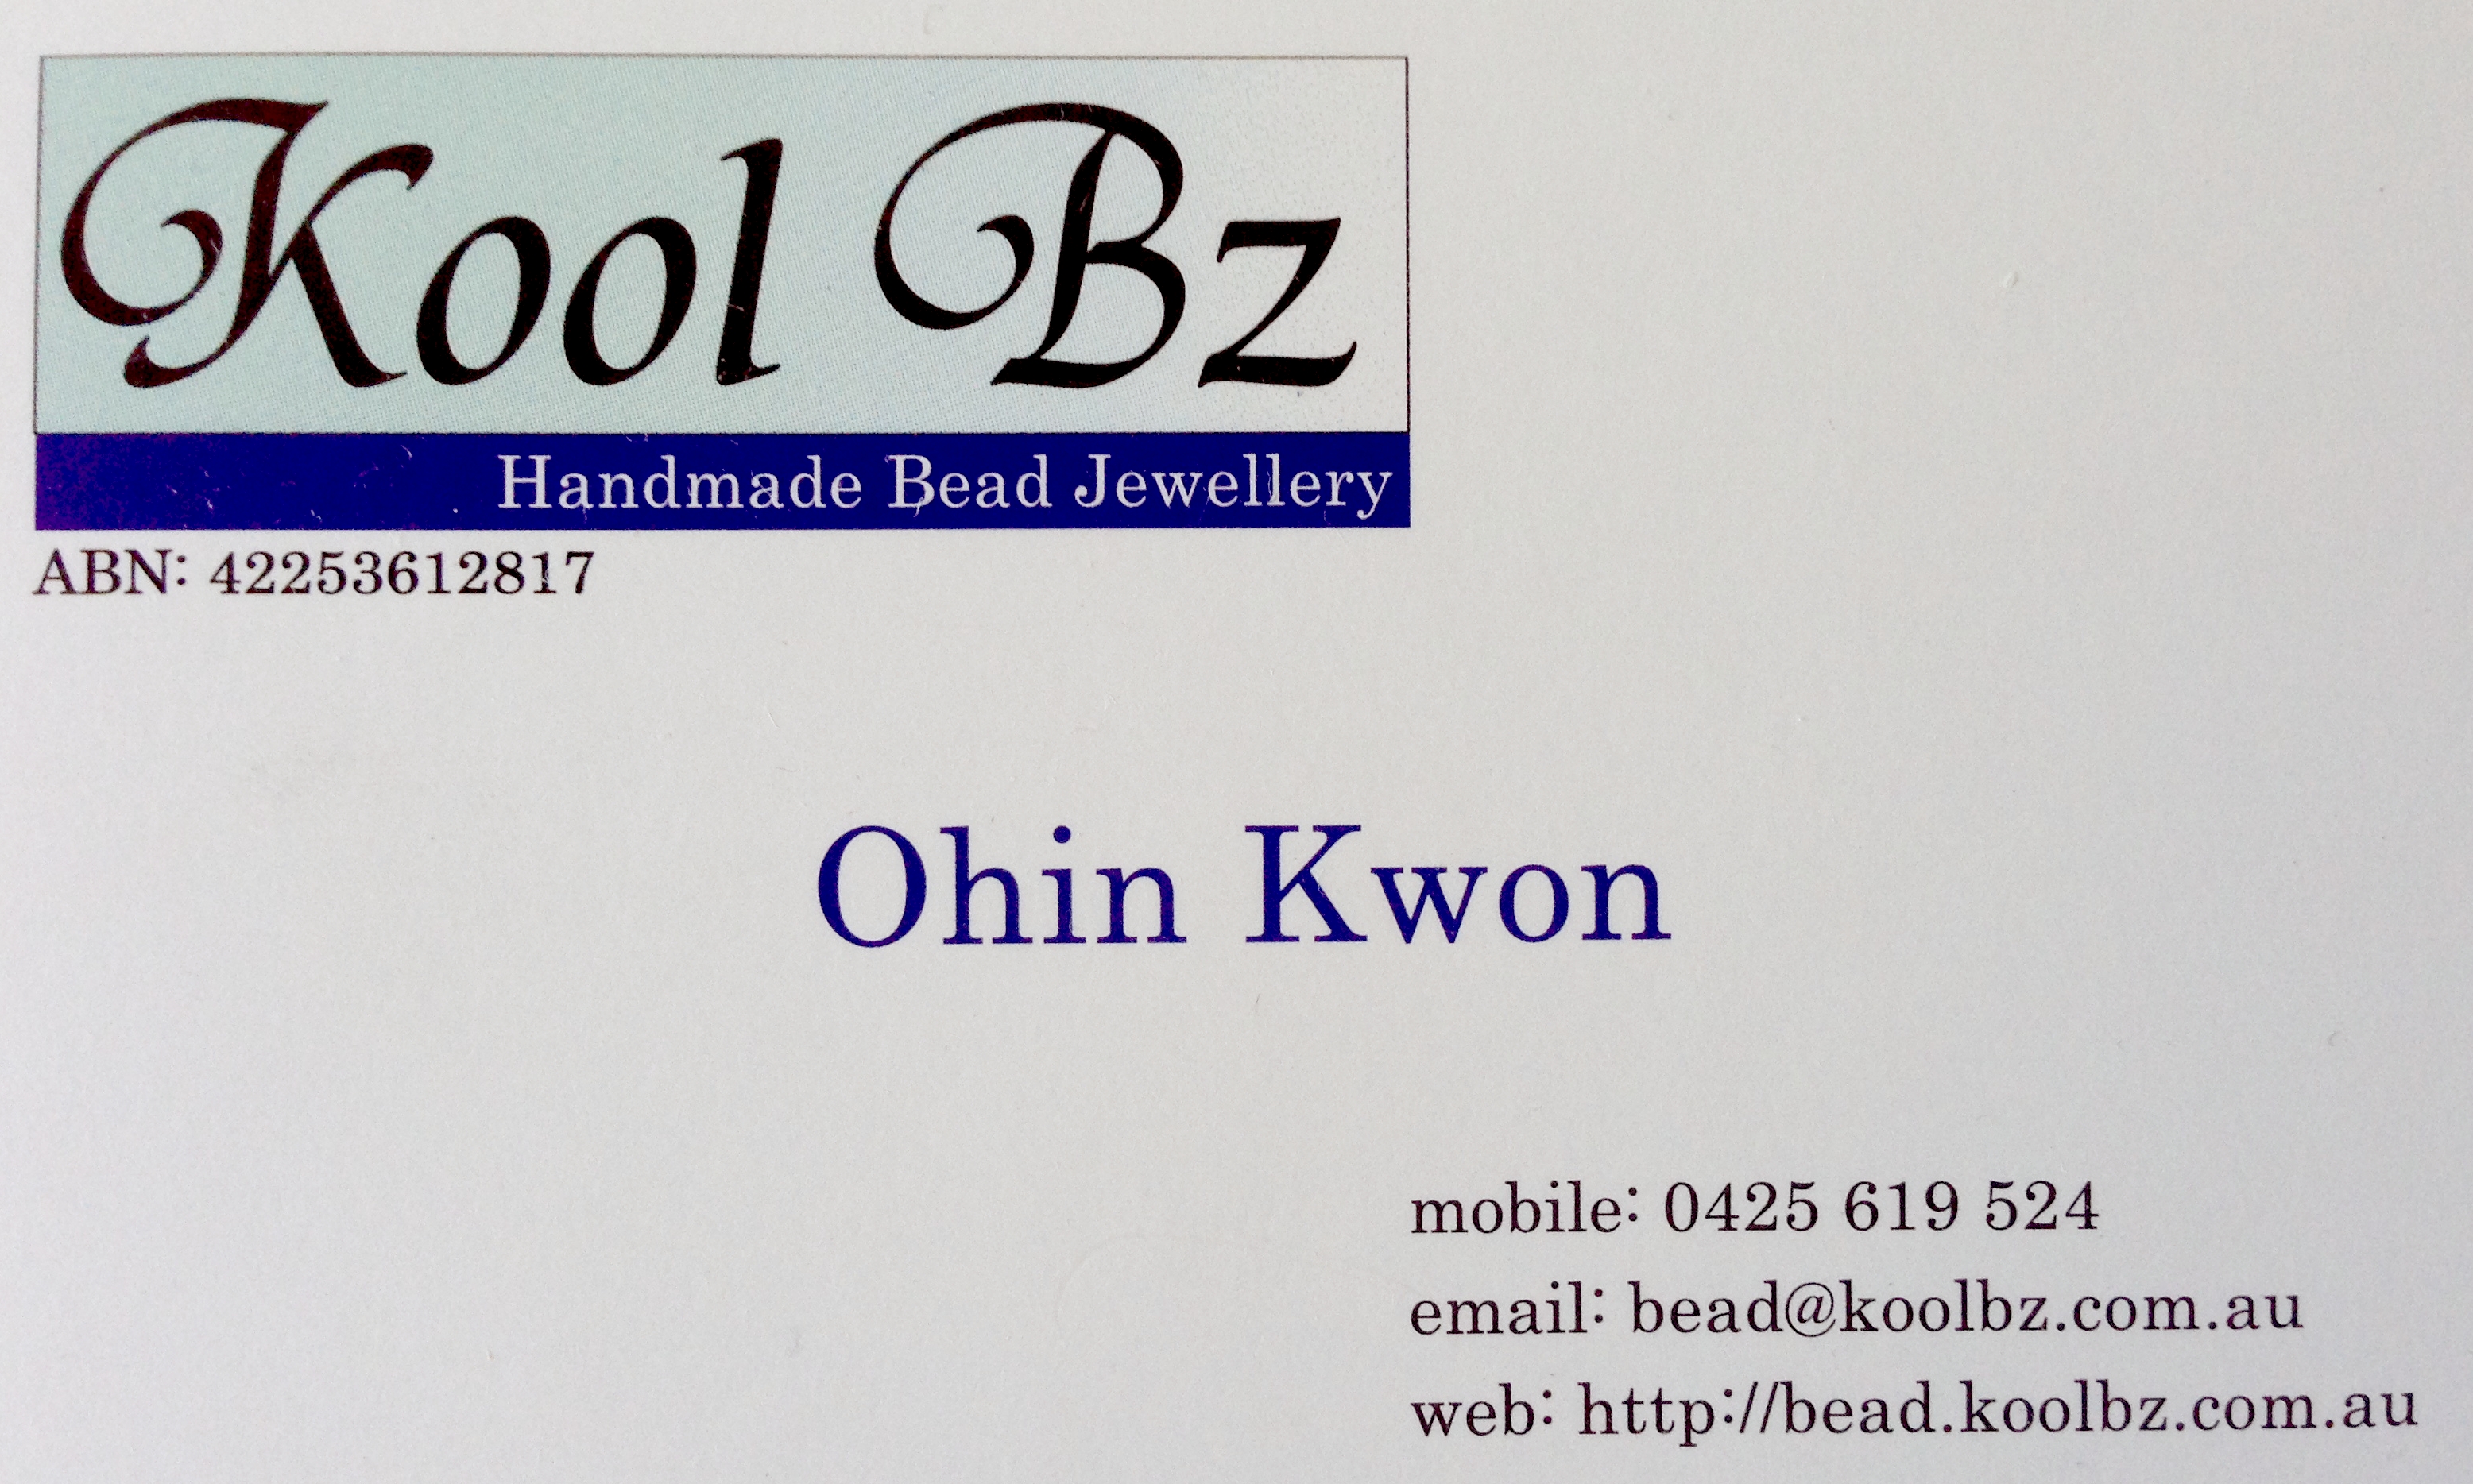 Kool Bz
Handmade Bead Jewellery
ABN: 42253612817
Ohin Kwon
mobile: 0425 619 524
email: bead@koolbz.com.au
web: http://bead.koolbz.com.au